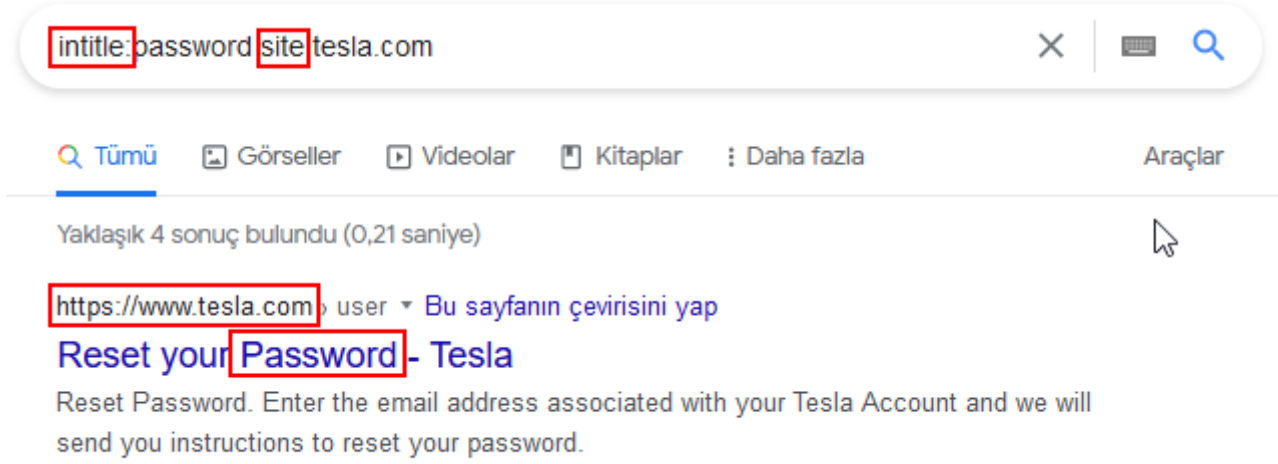 intitle:password site:tesla.com
Tümü Görseller Videolar Kitaplar Daha fazla Araçlar
Yaklaşık 4 sonuç bulundu (0,21 saniye)
https://www.tesla.com › user Bu sayfanın çevirisini yap
Reset your Password - Tesla
Reset Password. Enter the email address associated with your Tesla Account and we will
send you instructions to reset your password.